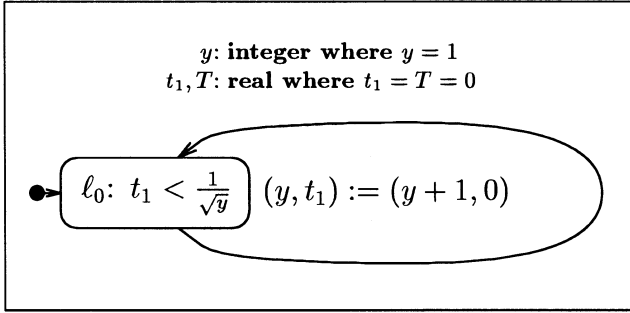 y: integer where y = 1
t₁, T: real where t₁ = T = 0
ℓ₀: t₁ < 1/√y (y, t₁) := (y + 1, 0)